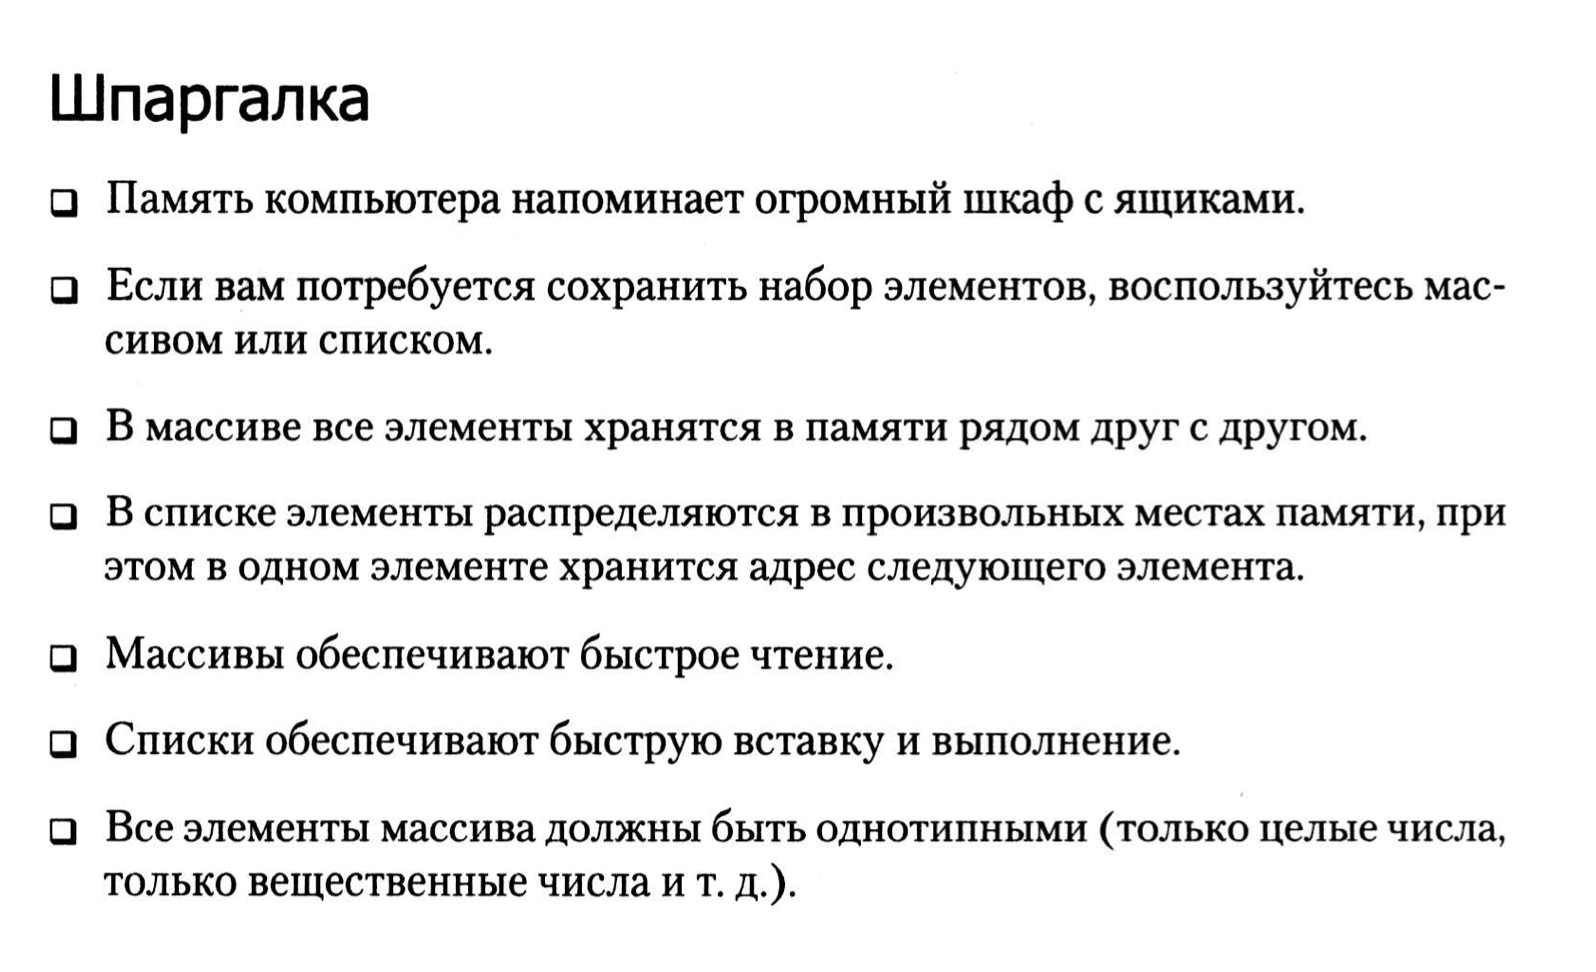 Шпаргалка
❏ Память компьютера напоминает огромный шкаф с ящиками.
❏ Если вам потребуется сохранить набор элементов, воспользуйтесь мас-
сивом или списком.
❏ В массиве все элементы хранятся в памяти рядом друг с другом.
❏ В списке элементы распределяются в произвольных местах памяти, при
этом в одном элементе хранится адрес следующего элемента.
❏ Массивы обеспечивают быстрое чтение.
❏ Списки обеспечивают быструю вставку и выполнение.
❏ Все элементы массива должны быть однотипными (только целые числа,
только вещественные числа и т. д.).